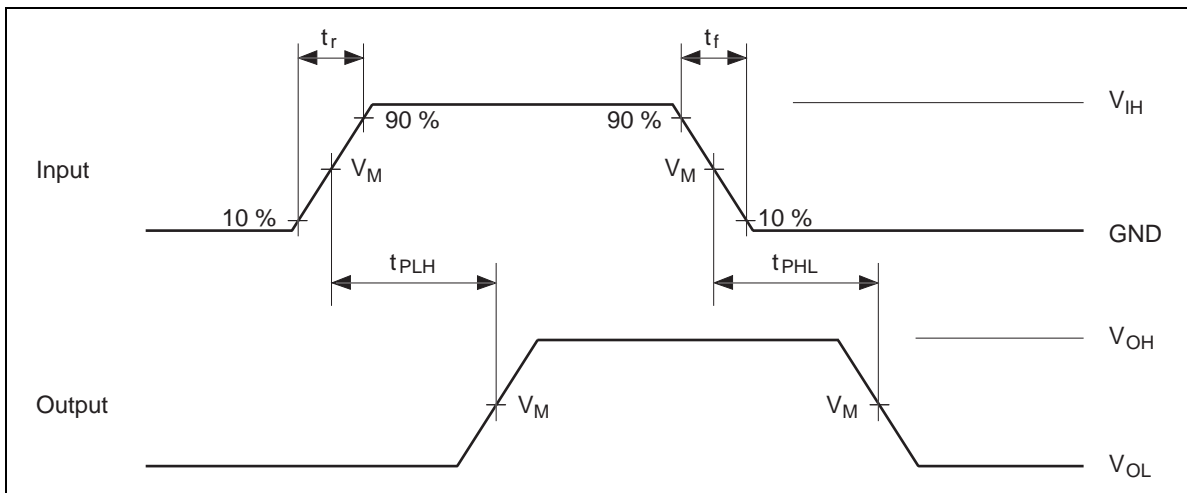 tr
tf
VIH
90 %
90 %
Input
VM
VM
10 %
10 %
GND
tPLH
tPHL
VOH
Output
VM
VM
VOL